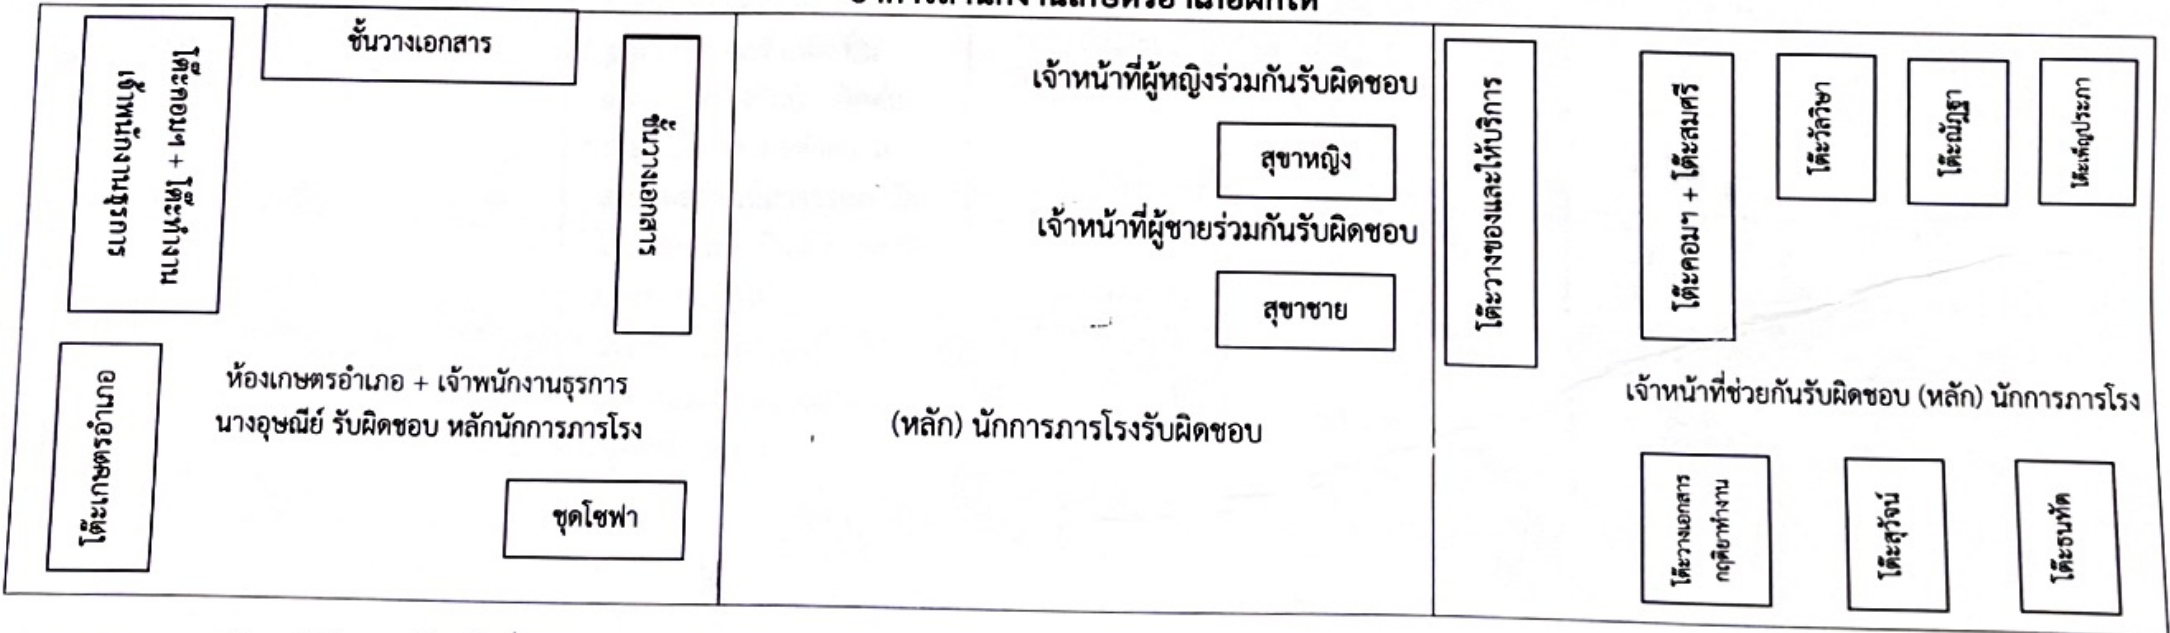 โต๊ะคอมฯ + โต๊ะทำงาน
เจ้าพนักงานธุรการ
ชั้นวางเอกสาร
ชั้นวางเอกสาร
โต๊ะเกษตรอำเภอ
ห้องเกษตรอำเภอ + เจ้าพนักงานธุรการ
นางอุษณีย์ รับผิดชอบ หลักนักการภารโรง
ชุดโซฟา
เจ้าหน้าที่ผู้หญิงร่วมกันรับผิดชอบ
สุขาหญิง
เจ้าหน้าที่ผู้ชายร่วมกันรับผิดชอบ
สุขาชาย
(หลัก) นักการภารโรงรับผิดชอบ
โต๊ะวางของและให้บริการ
โต๊ะคอมฯ + โต๊ะสมศรี
โต๊ะวัลวิษา
โต๊ะณัฏฐา
โต๊ะเพ็ญประภา
เจ้าหน้าที่ช่วยกันรับผิดชอบ (หลัก) นักการภารโรง
โต๊ะวางเอกสาร
กฤติยาทำงาน
โต๊ะสุวัจน์
โต๊ะธนทัต